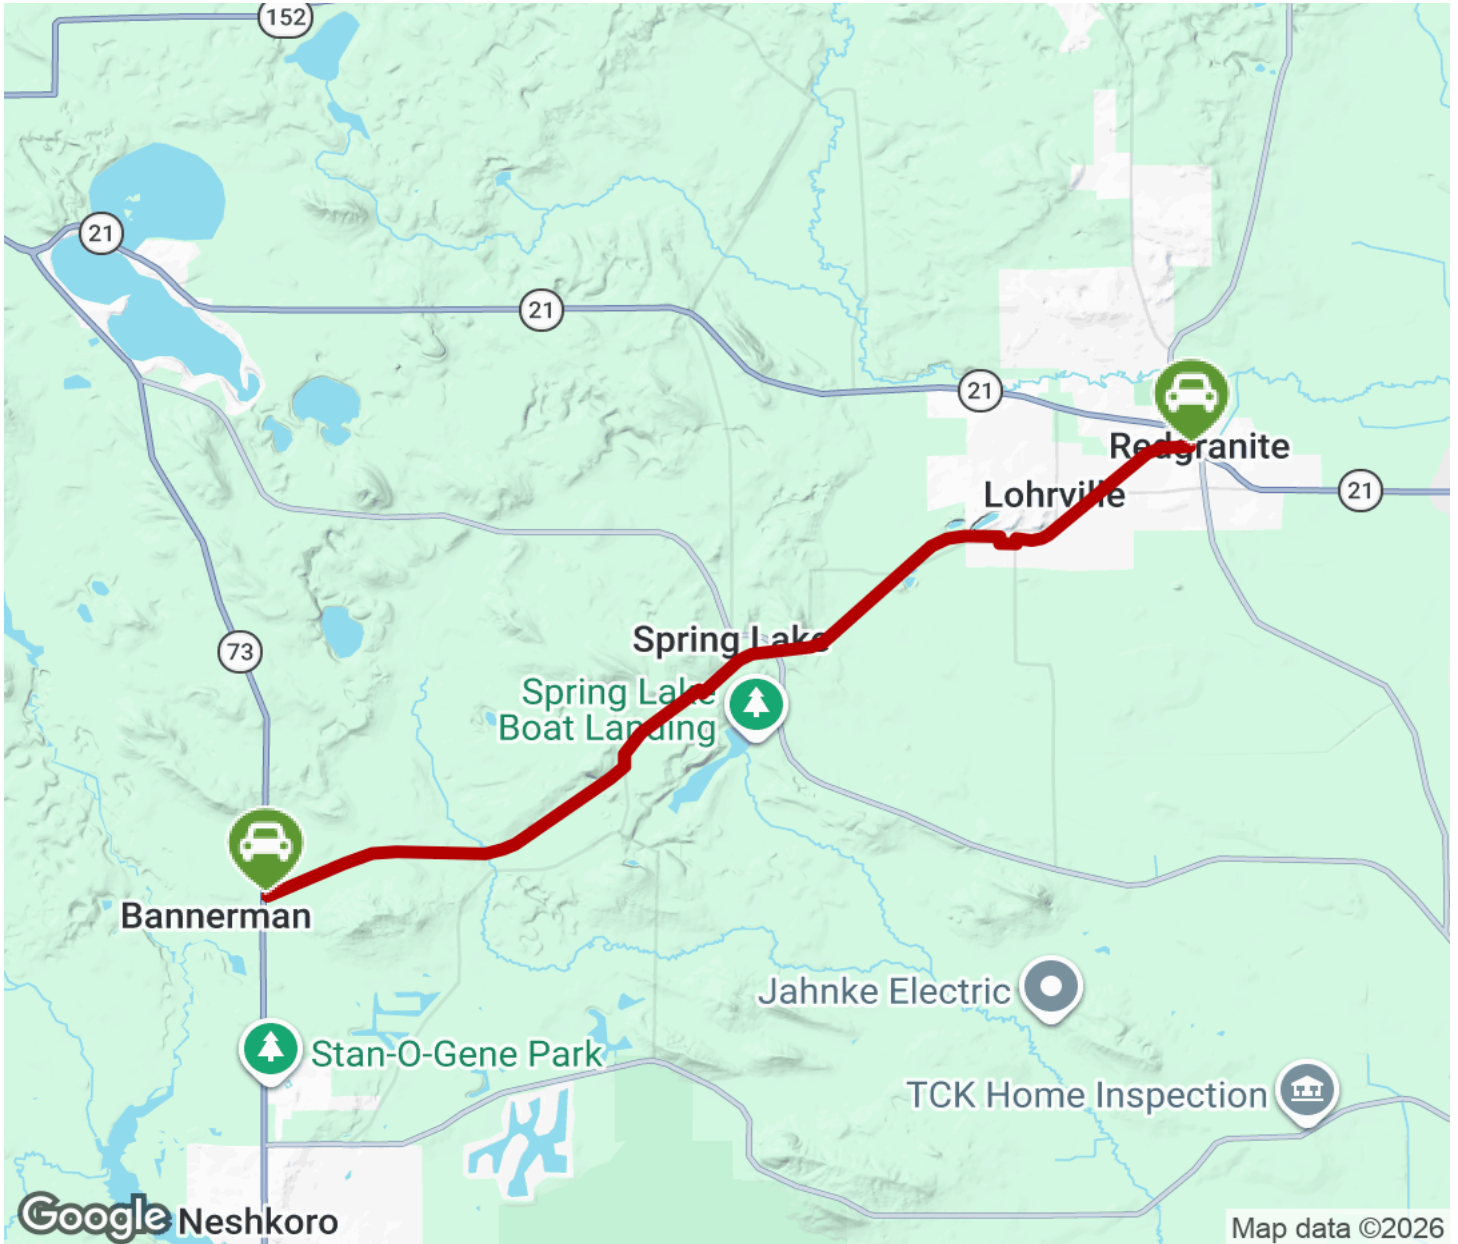 152
21
21
21
Redgranite
Lohrville
21
Spring Lake
73
Spring Lake
Boat Landing
Bannerman
Jahnke Electric
Stan-O-Gene Park
TCK Home Inspection
Google
Neshkoro
Map data ©2026